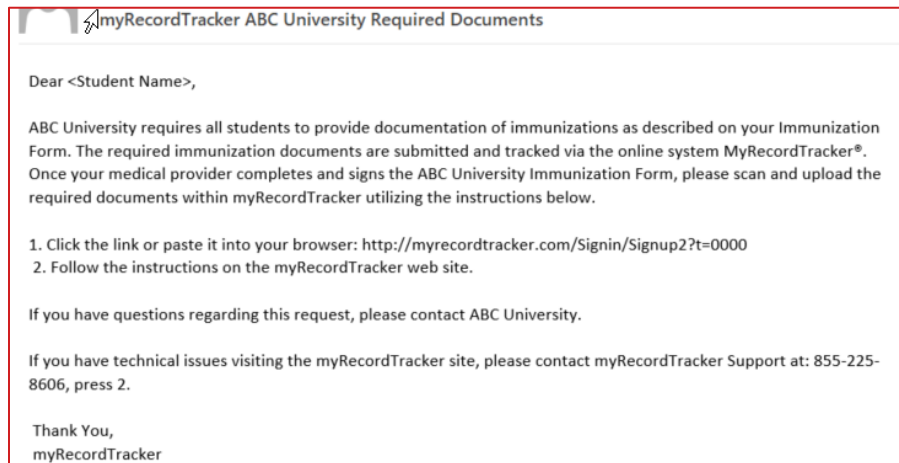 myRecordTracker ABC University Required Documents
Dear <Student Name>,
ABC University requires all students to provide documentation of immunizations as described on your Immunization
Form. The required immunization documents are submitted and tracked via the online system MyRecordTracker®.
Once your medical provider completes and signs the ABC University Immunization Form, please scan and upload the
required documents within myRecordTracker utilizing the instructions below.
1. Click the link or paste it into your browser: http://myrecordtracker.com/Signin/Signup2?t=0000
2. Follow the instructions on the myRecordTracker web site.
If you have questions regarding this request, please contact ABC University.
If you have technical issues visiting the myRecordTracker site, please contact myRecordTracker Support at: 855-225-
8606, press 2.
Thank You,
myRecordTracker